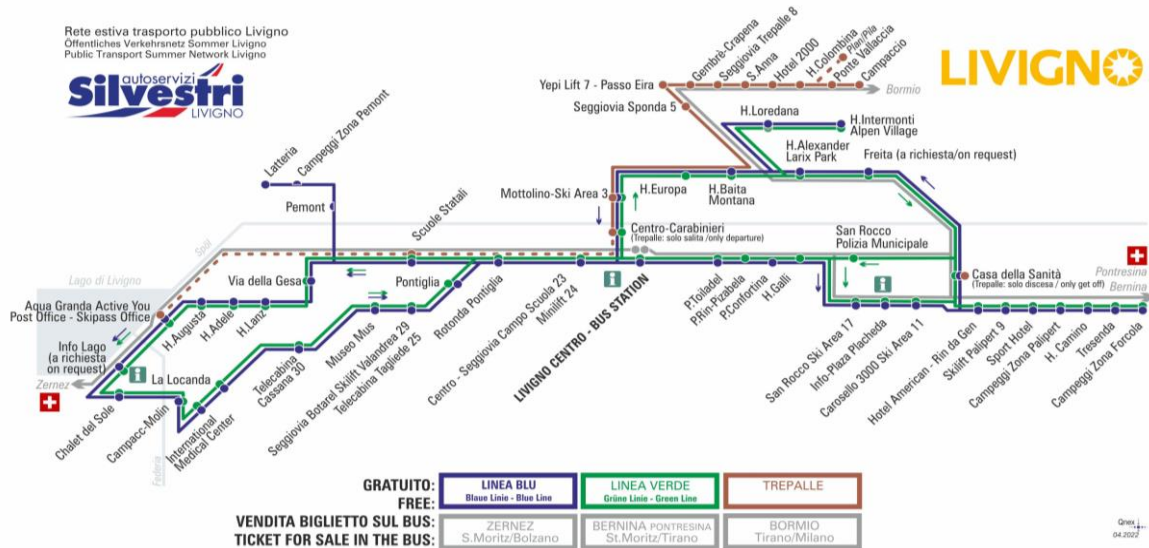 Rete estiva trasporto pubblico Livigno
Öffentliches Verkehrsnetz Sommer Livigno
Public Transport Summer Network Livigno
autoservizi
Silvestri
LIVIGNO
LIVIGNO
Gembrè-Crapena
Seggiovia Trepalle 8
S.Anna
Hotel 2000
H.Colombina
Plan/Pila
Ponte Vallaccia
Campaccio
Yepi Lift 7 - Passo Eira
Bormio
Seggiovia Sponda 5
H.Loredana
H.Intermonti
Alpen Village
H.Alexander
Larix Park
Freita (a richiesta/on request)
Latteria
Campeggi Zona Pemont
Pemont
Mottolino-Ski Area 3
H.Europa
H.Baita
Montana
Scuole Statali
Centro-Carabinieri
(Trepalle: solo salita /only departure)
San Rocco
Polizia Municipale
Spöl
Lago di Livigno
Via della Gesa
Pontiglia
Casa della Sanità
(Trepalle: solo discesa / only get off)
Pontresina
Bernina
Aqua Granda Active You
Post Office - Skipass Office
H.Augusta
H.Adele
H.Lanz
Museo Mus
Rotonda Pontiglia
Centro - Seggiovia Campo Scuola 23
Minilift 24
LIVIGNO CENTRO - BUS STATION
P.Toiladel
P.Rin-Pizabela
P.Confortina
H.Galli
Info Lago
(a richiesta
on request)
Zernez
La Locanda
Telecabina
Cassana 30
Seggiovia Botarel Skilift Valandrea 29
Telecabina Tagliede 25
San Rocco Ski Area 17
Info-Plaza Placheda
Carosello 3000 Ski Area 11
Hotel American - Rin da Gen
Skilift Palipert 9
Sport Hotel
Campeggi Zona Palipert
H. Camino
Tresenda
Campeggi Zona Forcola
Chalet del Sole
Campacc-Molin
International
Medical Center
Federia
GRATUITO:
FREE:
LINEA BLU
Blaue Linie - Blue Line
LINEA VERDE
Grüne Linie - Green Line
TREPALLE
VENDITA BIGLIETTO SUL BUS:
TICKET FOR SALE IN THE BUS:
ZERNEZ
S.Moritz/Bolzano
BERNINA PONTRESINA
St.Moritz/Tirano
BORMIO
Tirano/Milano
Qnex
04.2022